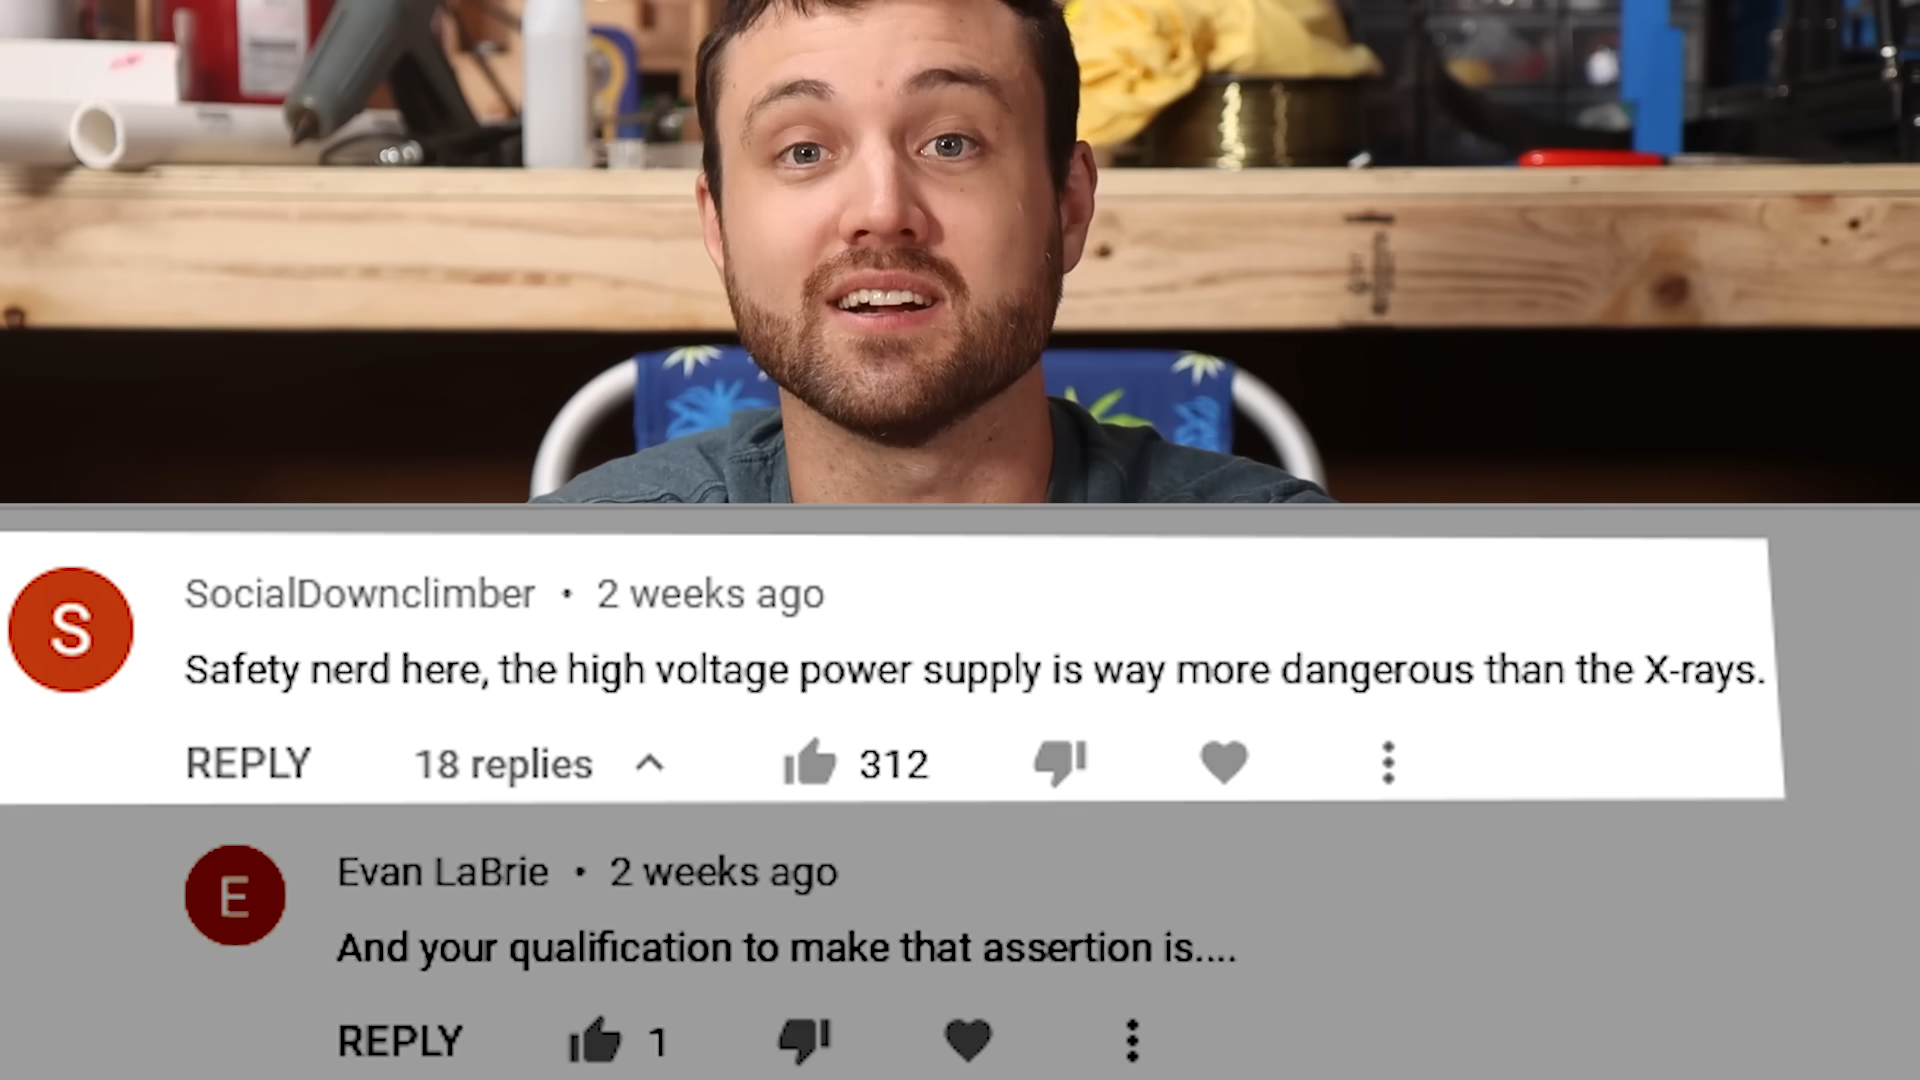 S
SocialDownclimber • 2 weeks ago
Safety nerd here, the high voltage power supply is way more dangerous than the X-rays.
REPLY 18 replies 312
E
Evan LaBrie • 2 weeks ago
And your qualification to make that assertion is....
REPLY 1